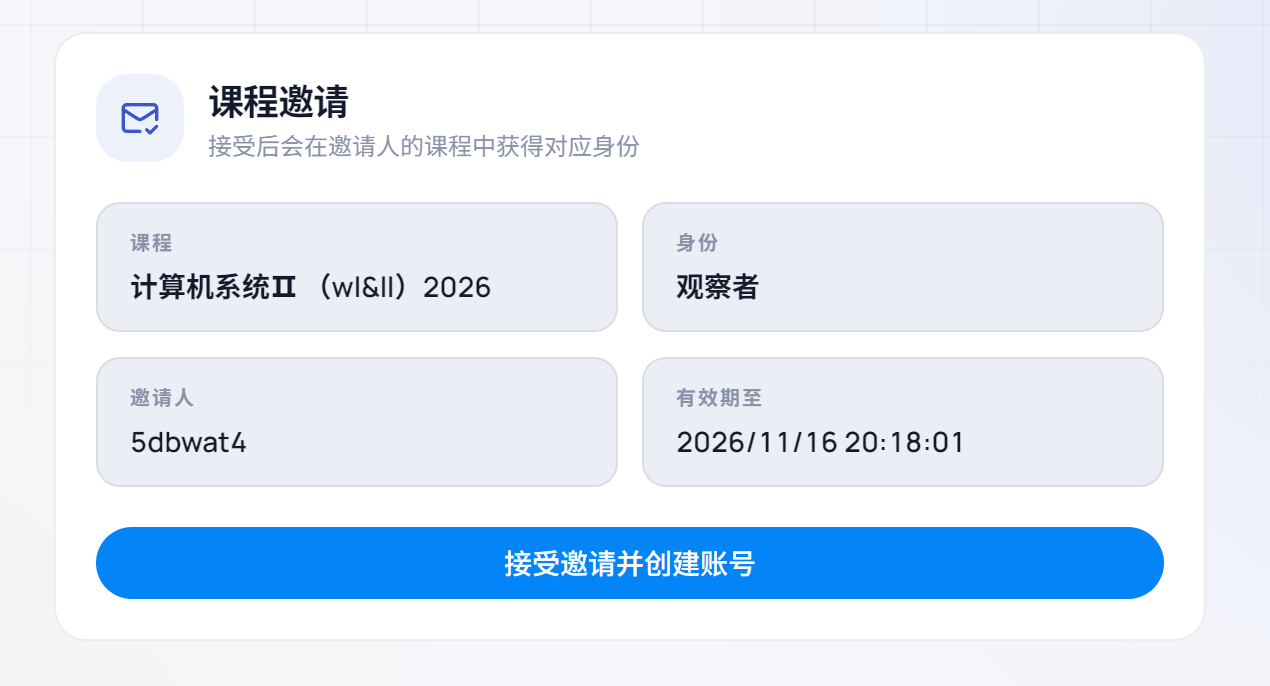 课程邀请
接受后会在邀请人的课程中获得对应身份
课程
计算机系统Ⅱ （wl&ll）2026
身份
观察者
邀请人
5dbwat4
有效期至
2026/11/16 20:18:01
接受邀请并创建账号